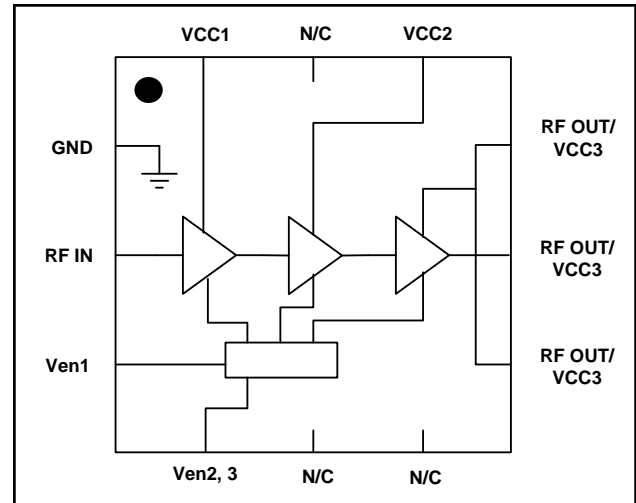 VCC1
N/C
VCC2
GND
RF IN
Ven1
RF OUT/
VCC3
RF OUT/
VCC3
RF OUT/
VCC3
Ven2, 3
N/C
N/C